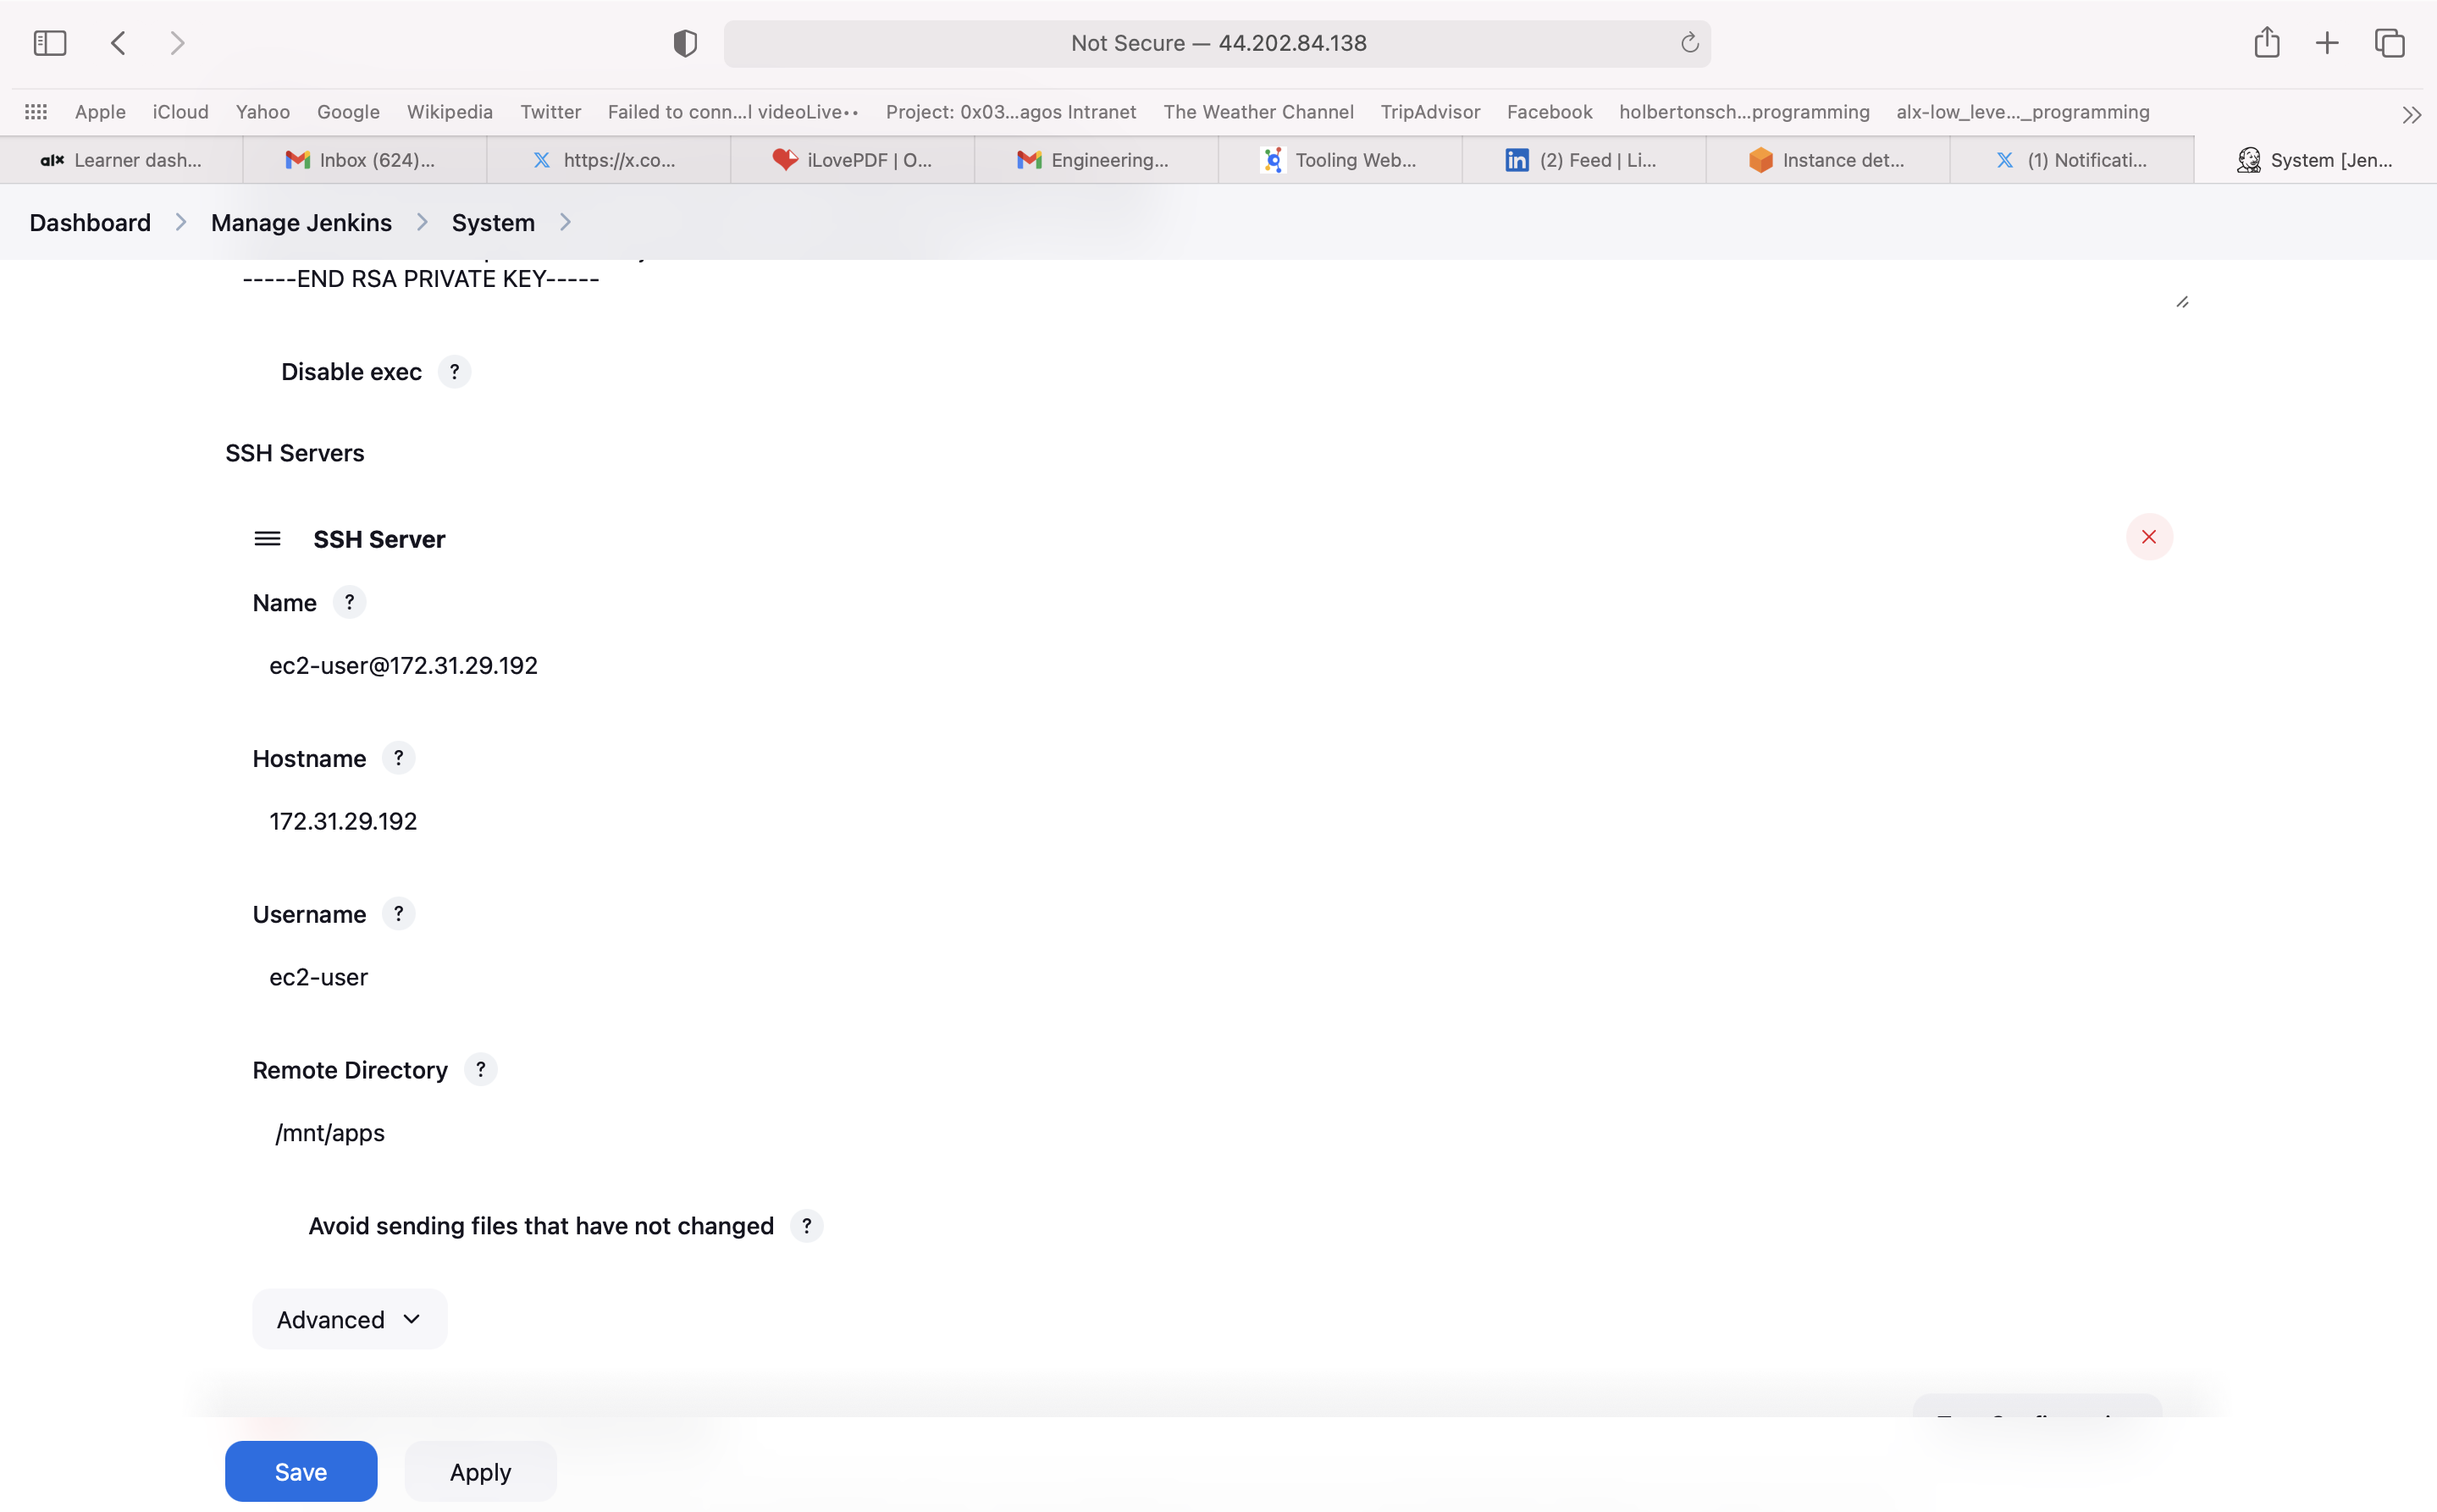 Not Secure — 44.202.84.138
Apple iCloud Yahoo Google Wikipedia Twitter Failed to conn...l videoLive•• Project: 0x03...agos Intranet The Weather Channel TripAdvisor Facebook holbertonsch...programming alx-low_leve..._programming
alx Learner dash... Inbox (624)... https://x.co... iLovePDF | O... Engineering... Tooling Web... in (2) Feed | Li... Instance det... (1) Notificati... System [Jen...
Dashboard Manage Jenkins System
-----END RSA PRIVATE KEY-----
Disable exec ?
SSH Servers
SSH Server
Name ?
ec2-user@172.31.29.192
Hostname ?
172.31.29.192
Username ?
ec2-user
Remote Directory ?
/mnt/apps
Avoid sending files that have not changed ?
Advanced
Save Apply